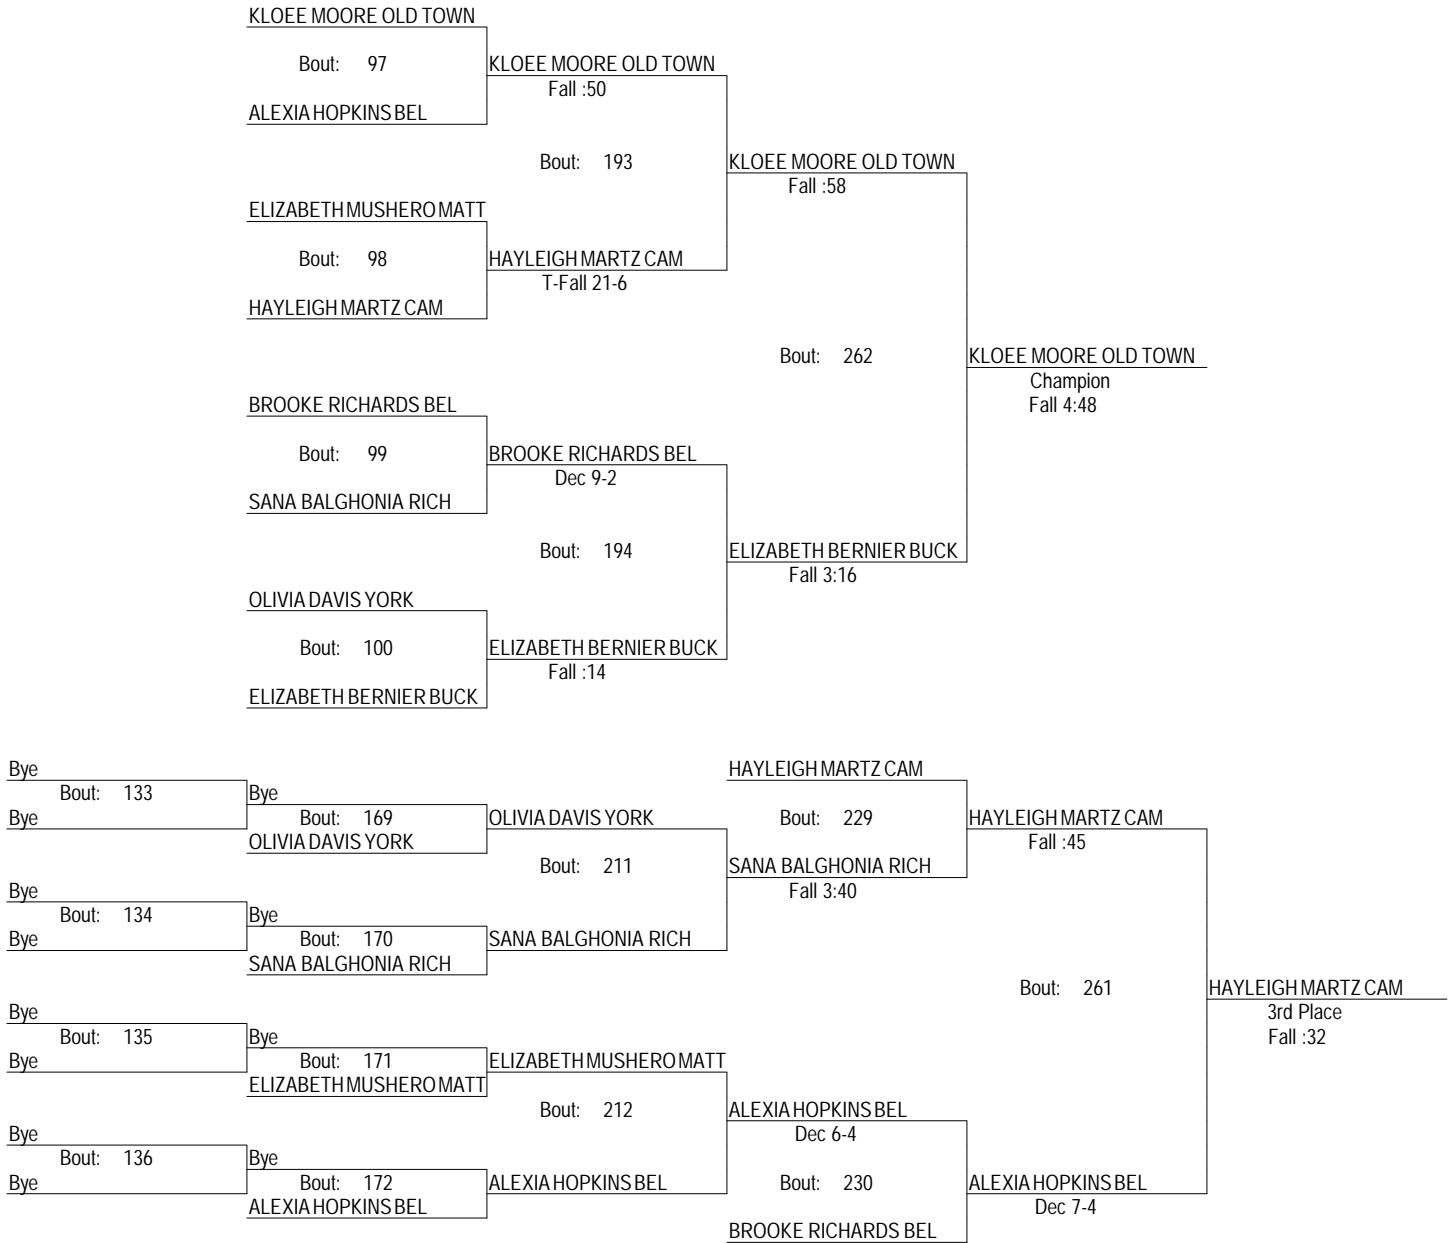 KLOEE MOORE OLD TOWN
Bout: 97
KLOEE MOORE OLD TOWN
Fall :50
ALEXIA HOPKINS BEL
Bout: 193
KLOEE MOORE OLD TOWN
Fall :58
ELIZABETH MUSHERO MATT
Bout: 98
HAYLEIGH MARTZ CAM
T-Fall 21-6
HAYLEIGH MARTZ CAM
Bout: 262
KLOEE MOORE OLD TOWN
Champion
Fall 4:48
BROOKE RICHARDS BEL
Bout: 99
BROOKE RICHARDS BEL
Dec 9-2
SANA BALGHONIA RICH
Bout: 194
ELIZABETH BERNIER BUCK
Fall 3:16
OLIVIA DAVIS YORK
Bout: 100
ELIZABETH BERNIER BUCK
Fall :14
ELIZABETH BERNIER BUCK
Bye
HAYLEIGH MARTZ CAM
Bout: 133
Bye
Bye
Bout: 169
OLIVIA DAVIS YORK
Bout: 229
HAYLEIGH MARTZ CAM
Fall :45
OLIVIA DAVIS YORK
Bout: 211
SANA BALGHONIA RICH
Fall 3:40
Bye
Bout: 134
Bye
Bye
Bout: 170
SANA BALGHONIA RICH
SANA BALGHONIA RICH
Bout: 261
HAYLEIGH MARTZ CAM
3rd Place
Fall :32
Bye
Bout: 135
Bye
Bye
Bout: 171
ELIZABETH MUSHERO MATT
ELIZABETH MUSHERO MATT
Bout: 212
ALEXIA HOPKINS BEL
Dec 6-4
Bye
Bout: 136
Bye
Bye
Bout: 172
ALEXIA HOPKINS BEL
Bout: 230
ALEXIA HOPKINS BEL
Dec 7-4
ALEXIA HOPKINS BEL
BROOKE RICHARDS BEL